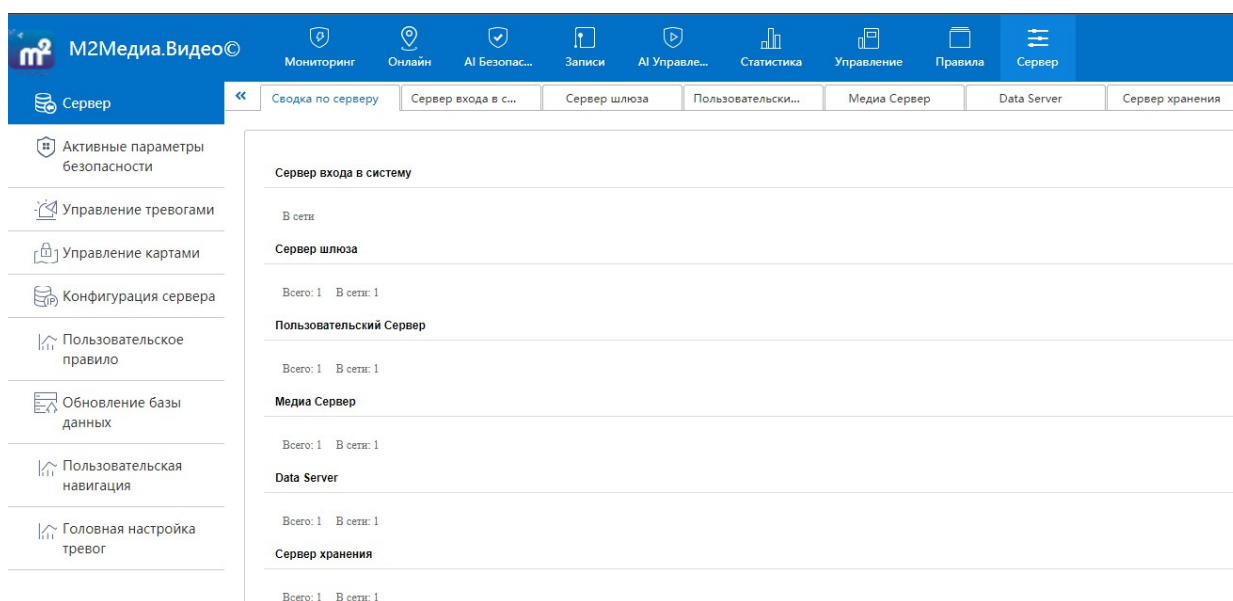 m²
М2Медиа.Видео©
Мониторинг
Онлайн
AI Безопас...
Записи
AI Управле...
Статистика
Управление
Правила
Сервер
Сервер
«
Сводка по серверу
Сервер входа в с...
Сервер шлюза
Пользовательски...
Медиа Сервер
Data Server
Сервер хранения
Активные параметры
безопасности
Управление тревогами
Управление картами
Конфигурация сервера
Пользовательское
правило
Обновление базы
данных
Пользовательская
навигация
Головная настройка
тревог
Сервер входа в систему
В сети
Сервер шлюза
Всего: 1 В сети: 1
Пользовательский Сервер
Всего: 1 В сети: 1
Медиа Сервер
Всего: 1 В сети: 1
Data Server
Всего: 1 В сети: 1
Сервер хранения
Всего: 1 В сети: 1